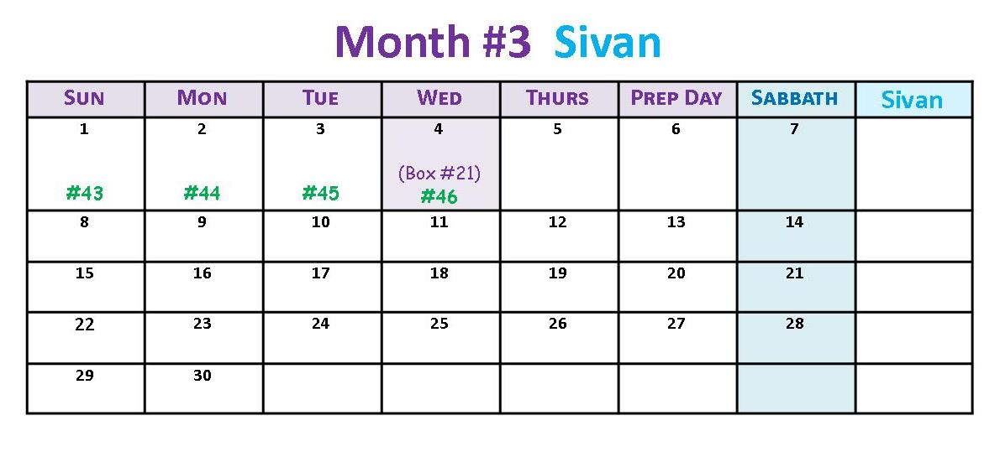 Month #3 Sivan
SUN MON TUE WED THURS PREP DAY SABBATH Sivan
1 2 3 4 5 6 7
(Box #21)
#43 #44 #45 #46
8 9 10 11 12 13 14
15 16 17 18 19 20 21
22 23 24 25 26 27 28
29 30